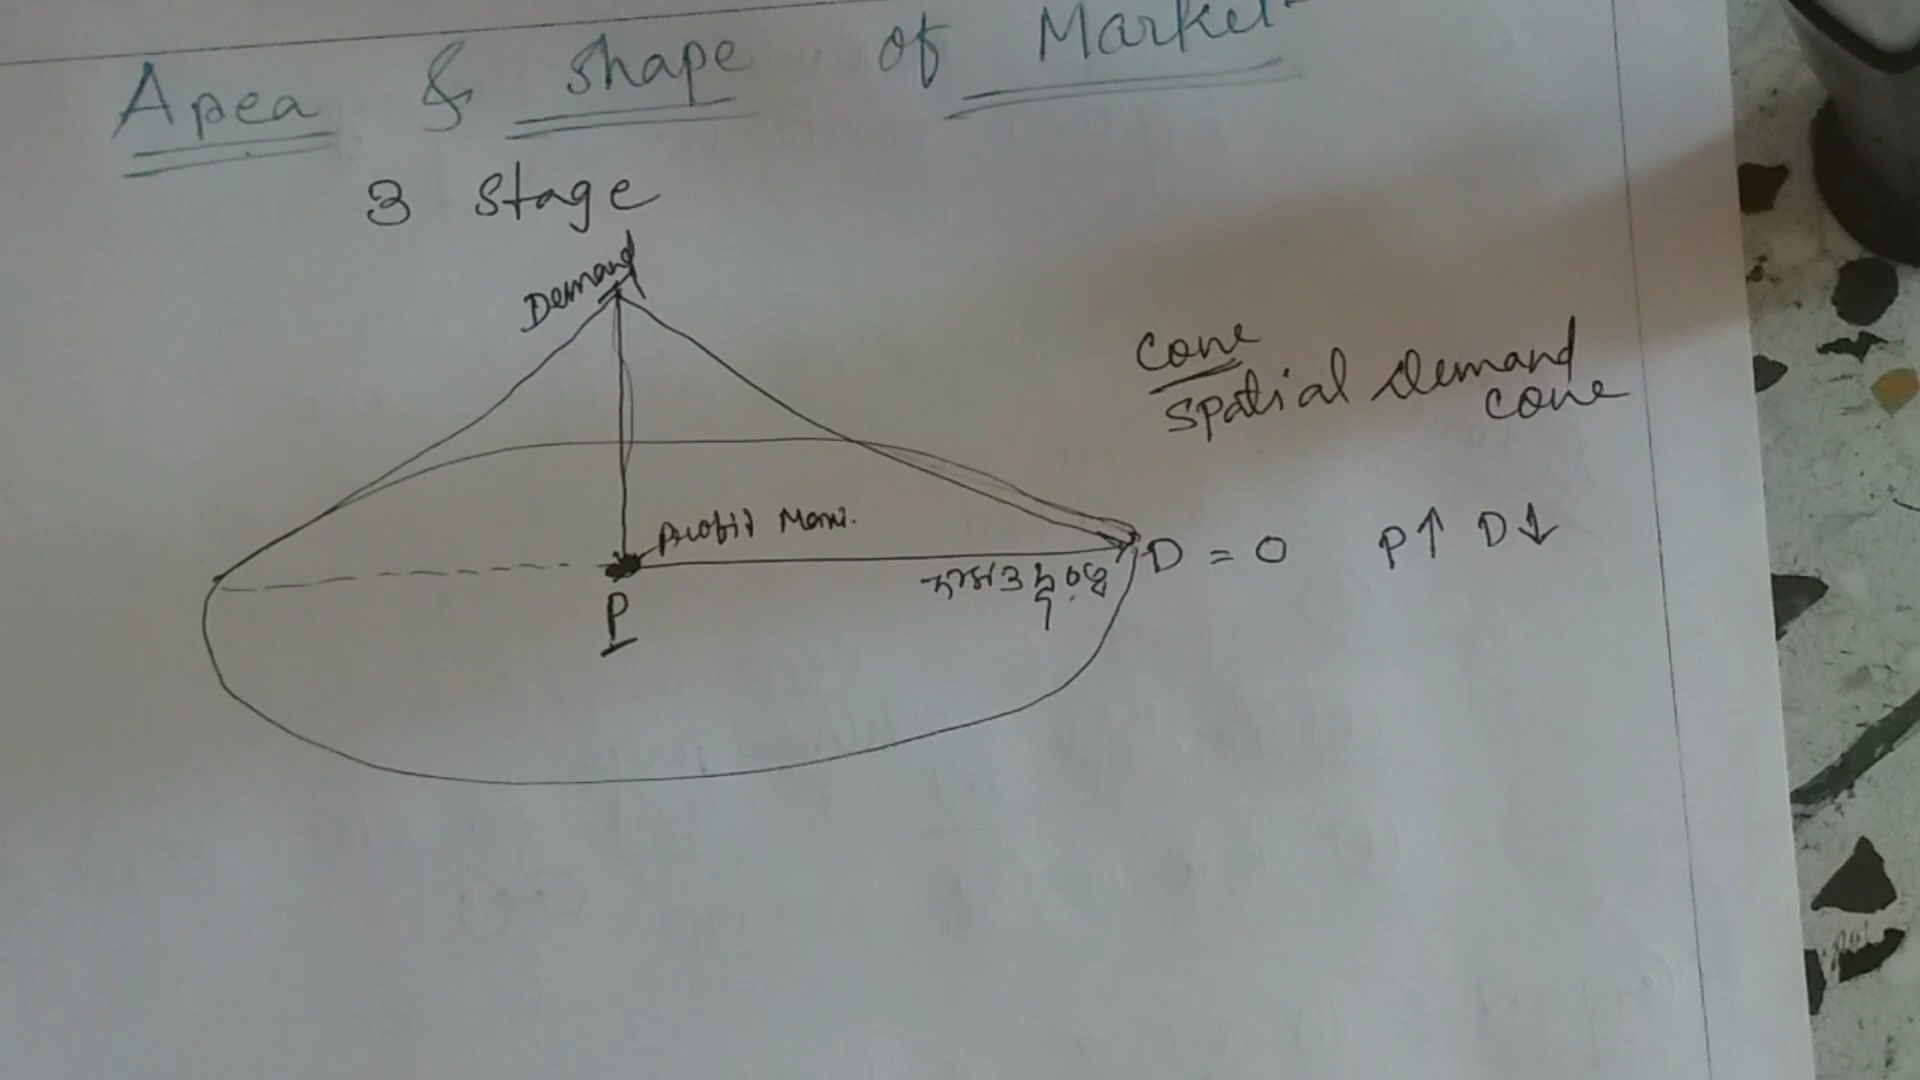 Area & shape of Market
3 Stage
Demand
Cone
Spatial demand
cone
Profit Maxi.
P
D = 0 P↑ D↓